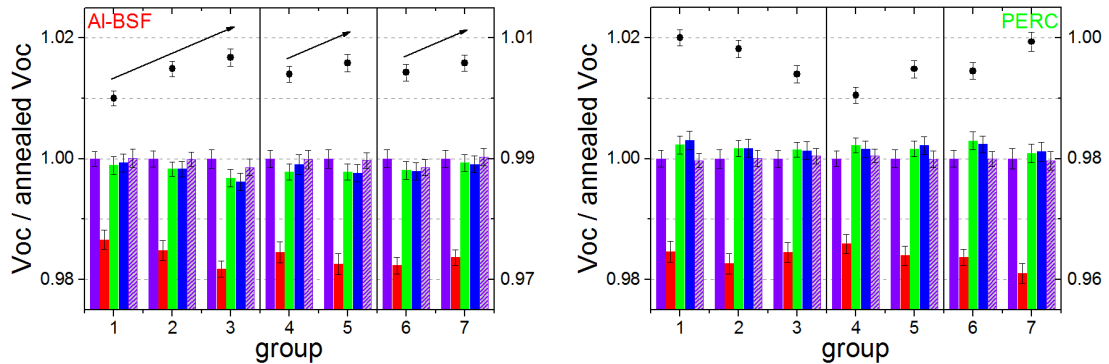 Al-BSF
PERC
Voc / annealed Voc
1.02
1.00
0.98
1.01
0.99
0.97
1 2 3 4 5 6 7
group
Voc / annealed Voc
1.02
1.00
0.98
1.00
0.98
0.96
1 2 3 4 5 6 7
group